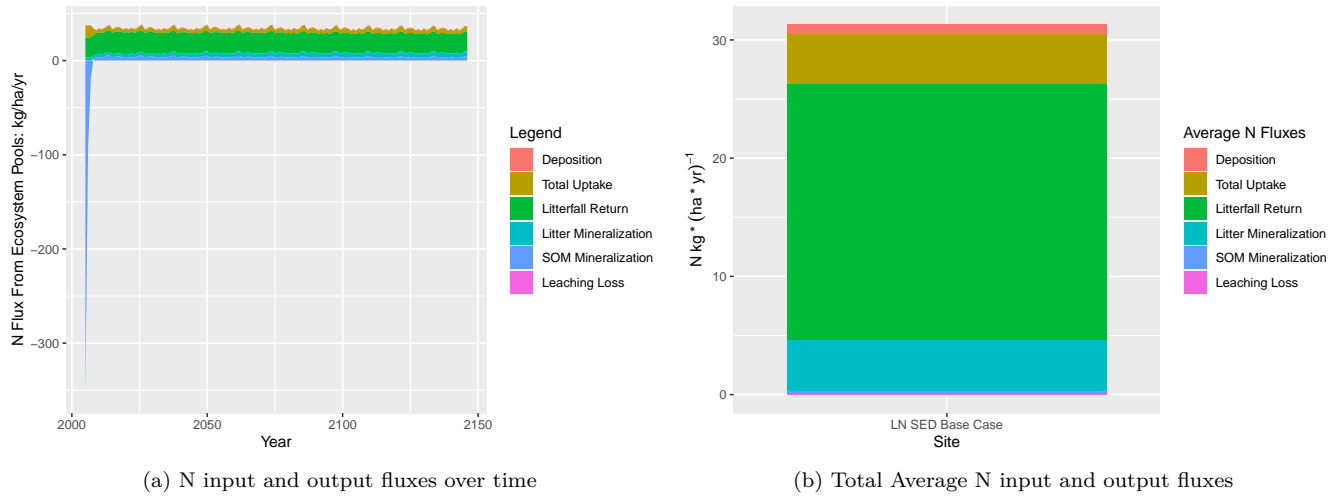 0
−100
−200
−300
N Flux From Ecosystem Pools: kg/ha/yr
2000
2050
2100
2150
Year
Legend
Deposition
Total Uptake
Litterfall Return
Litter Mineralization
SOM Mineralization
Leaching Loss
(a) N input and output fluxes over time
30
20
10
0
N kg * (ha * yr)⁻¹
LN SED Base Case
Site
Average N Fluxes
Deposition
Total Uptake
Litterfall Return
Litter Mineralization
SOM Mineralization
Leaching Loss
(b) Total Average N input and output fluxes